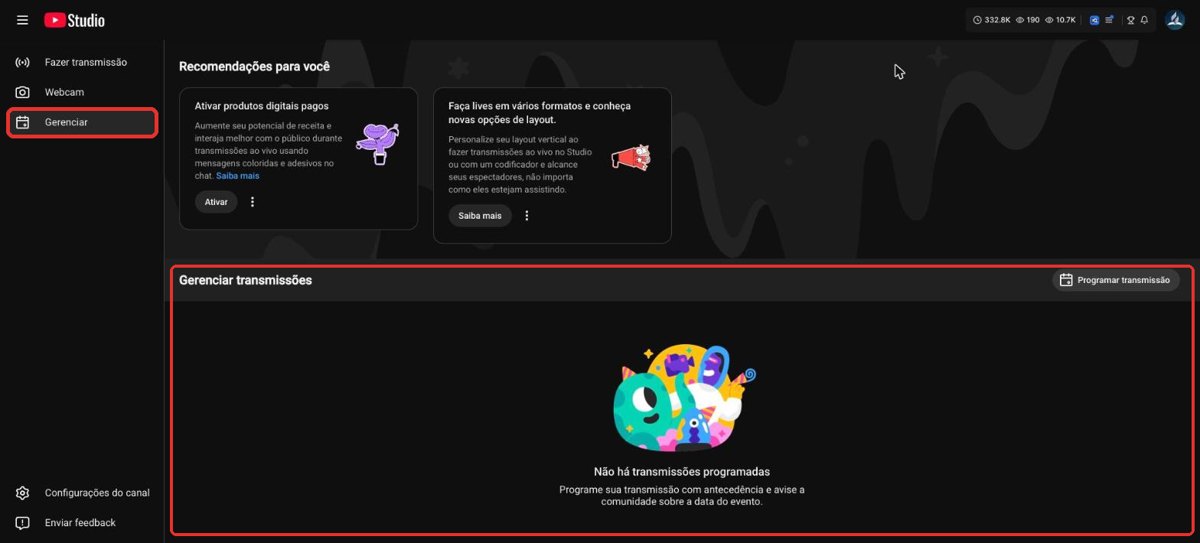 Studio
332.8K 190 10.7K
Fazer transmissão
Webcam
Gerenciar
Recomendações para você
Ativar produtos digitais pagos
Aumente seu potencial de receita e
interaja melhor com o público durante
transmissões ao vivo usando
mensagens coloridas e adesivos no
chat. Saiba mais
Ativar
Faça lives em vários formatos e conheça
novas opções de layout.
Personalize seu layout vertical ao
fazer transmissões ao vivo no Studio
ou com um codificador e alcance
seus espectadores, não importa
como eles estejam assistindo.
Saiba mais
Gerenciar transmissões
Programar transmissão
Não há transmissões programadas
Programe sua transmissão com antecedência e avise a
comunidade sobre a data do evento.
Configurações do canal
Enviar feedback